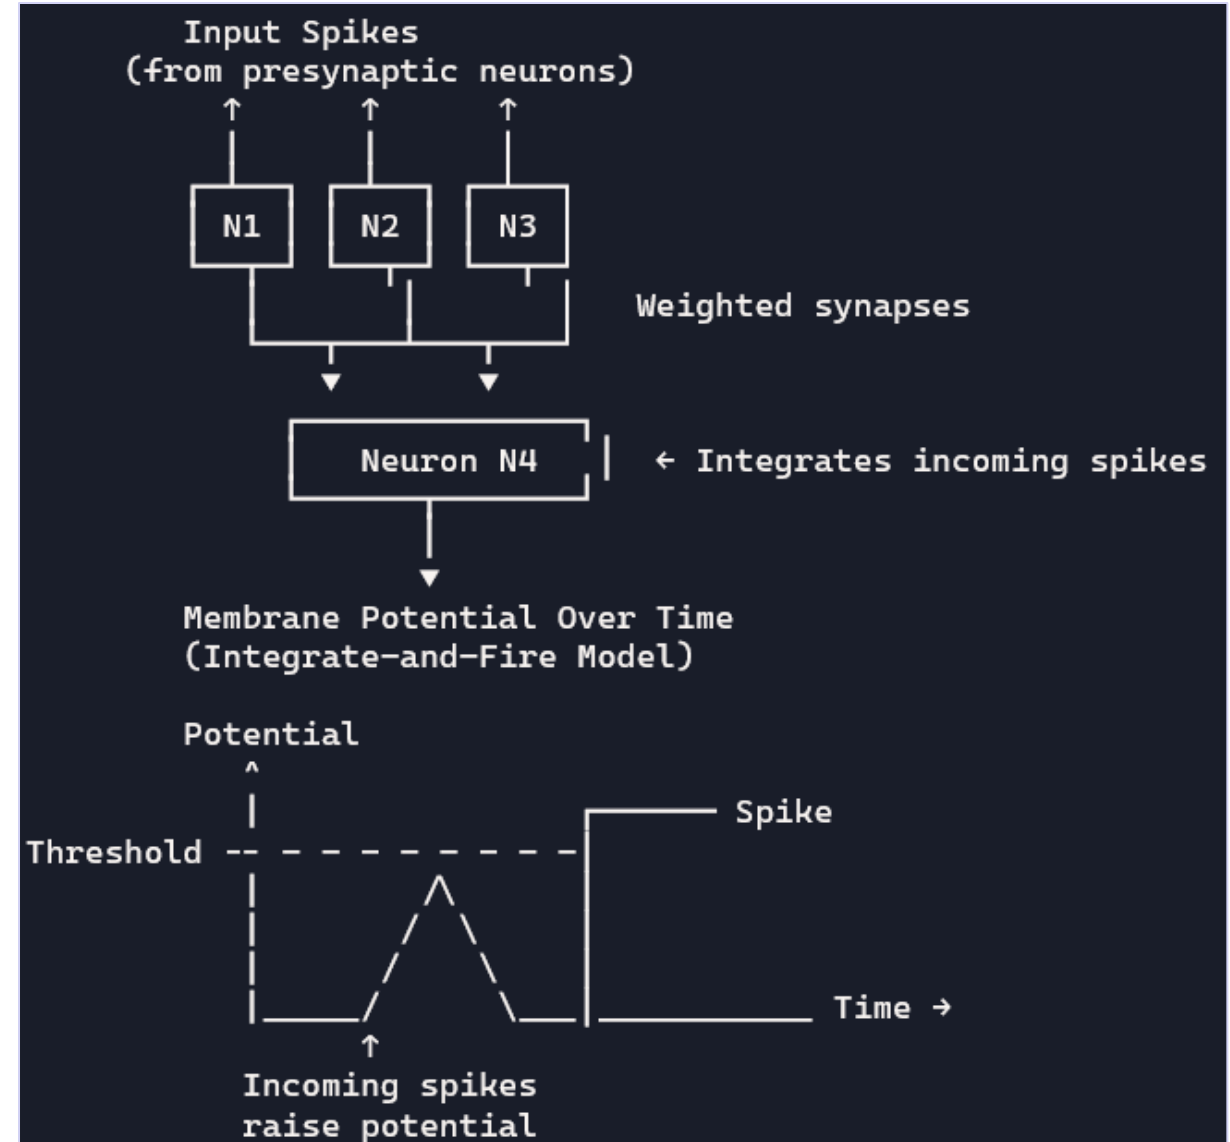 Input Spikes
(from presynaptic neurons)
N1 N2 N3
Weighted synapses
Neuron N4 ← Integrates incoming spikes
Membrane Potential Over Time
(Integrate-and-Fire Model)
Potential
Spike
Threshold
Time →
Incoming spikes
raise potential